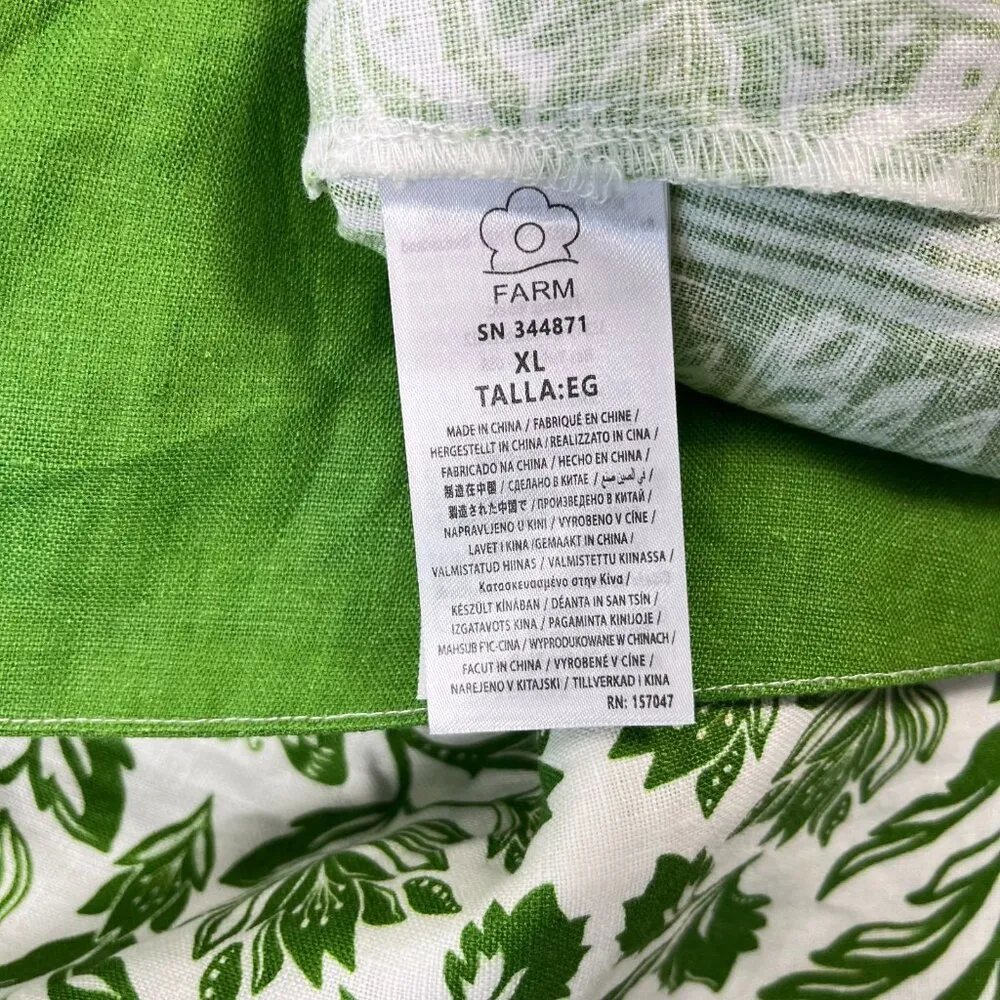 FARM
SN 344871
XL
TALLA:EG
MADE IN CHINA / FABRIQUÉ EN CHINE /
HERGESTELLT IN CHINA / REALIZZATO IN CINA /
FABRICADO NA CHINA / HECHO EN CHINA /
製造在中國 / СДЕЛАНО В КИТАЕ / في الصين صنع /
製造された中国で / ПРОИЗВЕДЕНО В КИТАЙ /
NAPRAVLJENO U KINI / VYROBENO V CÍNE /
LAVET I KINA /GEMAAKT IN CHINA /
VALMISTATUD HIINAS / VALMISTETTU KIINASSA /
Κατασκευασμένο στην Κίνα /
KÉSZÜLT KÍNÁBAN / DÉANTA IN SAN TSÍN /
IZGATAVOTS KINA / PAGAMINTA KINIJOJE /
MAHSUB F'IC-CINA / WYPRODUKOWANE W CHINACH /
FACUT IN CHINA / VYROBENÉ V CÍNE /
NAREJENO V KITAJSKI / TILLVERKAD I KINA
RN: 157047